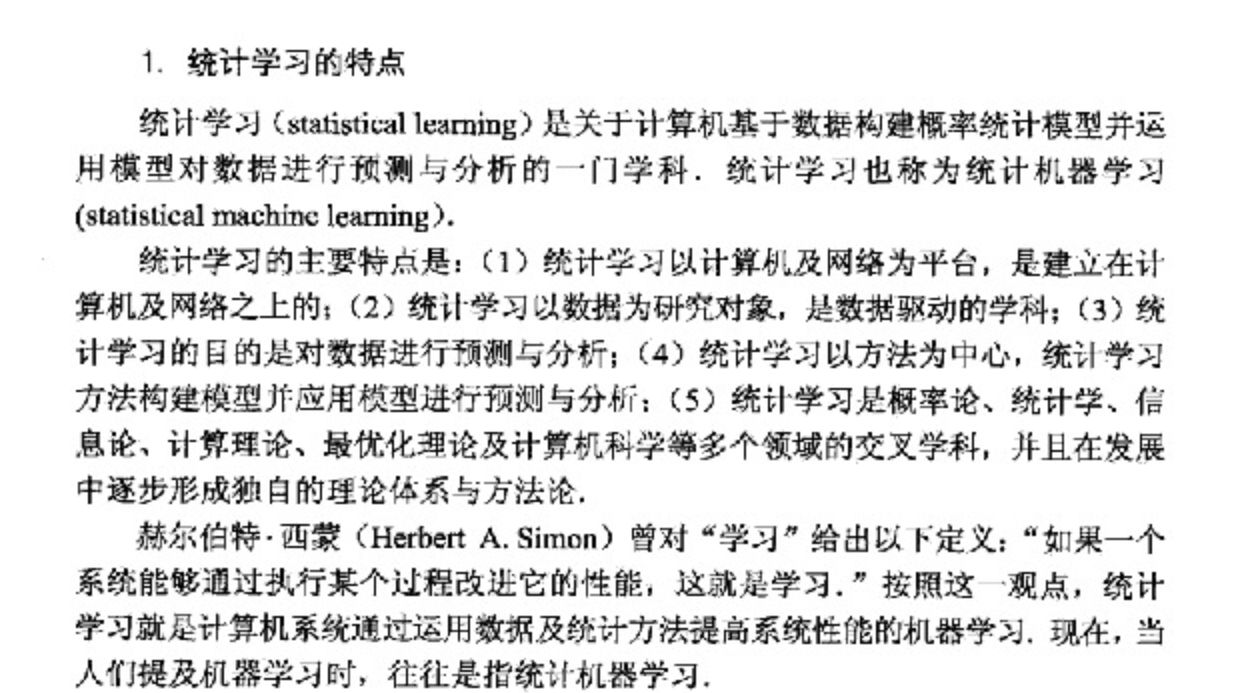 1. 统计学习的特点
统计学习（statistical learning）是关于计算机基于数据构建概率统计模型并运
用模型对数据进行预测与分析的一门学科．统计学习也称为统计机器学习
(statistical machine learning).
统计学习的主要特点是：（1）统计学习以计算机及网络为平台，是建立在计
算机及网络之上的；（2）统计学习以数据为研究对象，是数据驱动的学科；（3）统
计学习的目的是对数据进行预测与分析；（4）统计学习以方法为中心，统计学习
方法构建模型并应用模型进行预测与分析；（5）统计学习是概率论、统计学、信
息论、计算理论、最优化理论及计算机科学等多个领域的交叉学科，并且在发展
中逐步形成独自的理论体系与方法论．
赫尔伯特·西蒙（Herbert A. Simon）曾对“学习”给出以下定义：“如果一个
系统能够通过执行某个过程改进它的性能，这就是学习．”按照这一观点，统计
学习就是计算机系统通过运用数据及统计方法提高系统性能的机器学习．现在，当
人们提及机器学习时，往往是指统计机器学习．